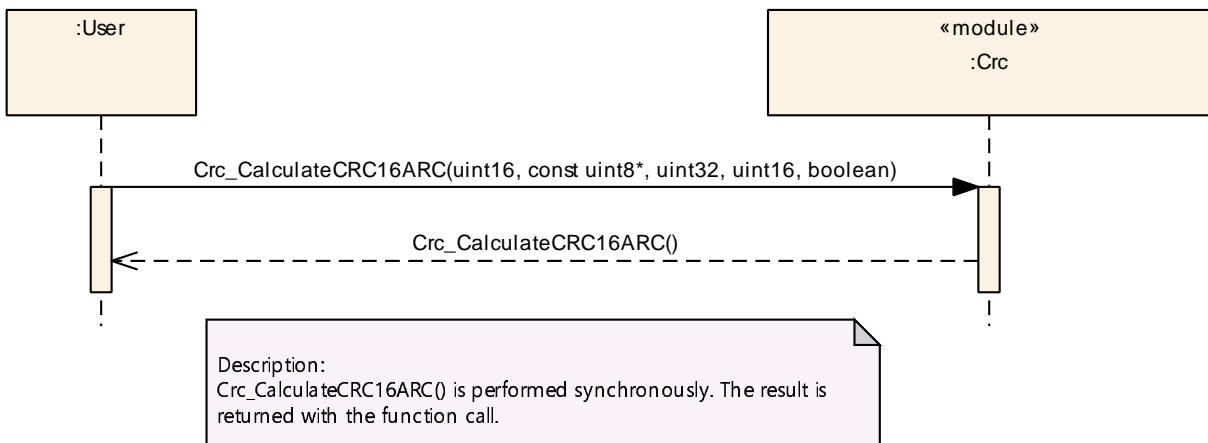 :User
«module»
:Crc
Crc_CalculateCRC16ARC(uint16, const uint8*, uint32, uint16, boolean)
Crc_CalculateCRC16ARC()
Description:
Crc_CalculateCRC16ARC() is performed synchronously. The result is
returned with the function call.